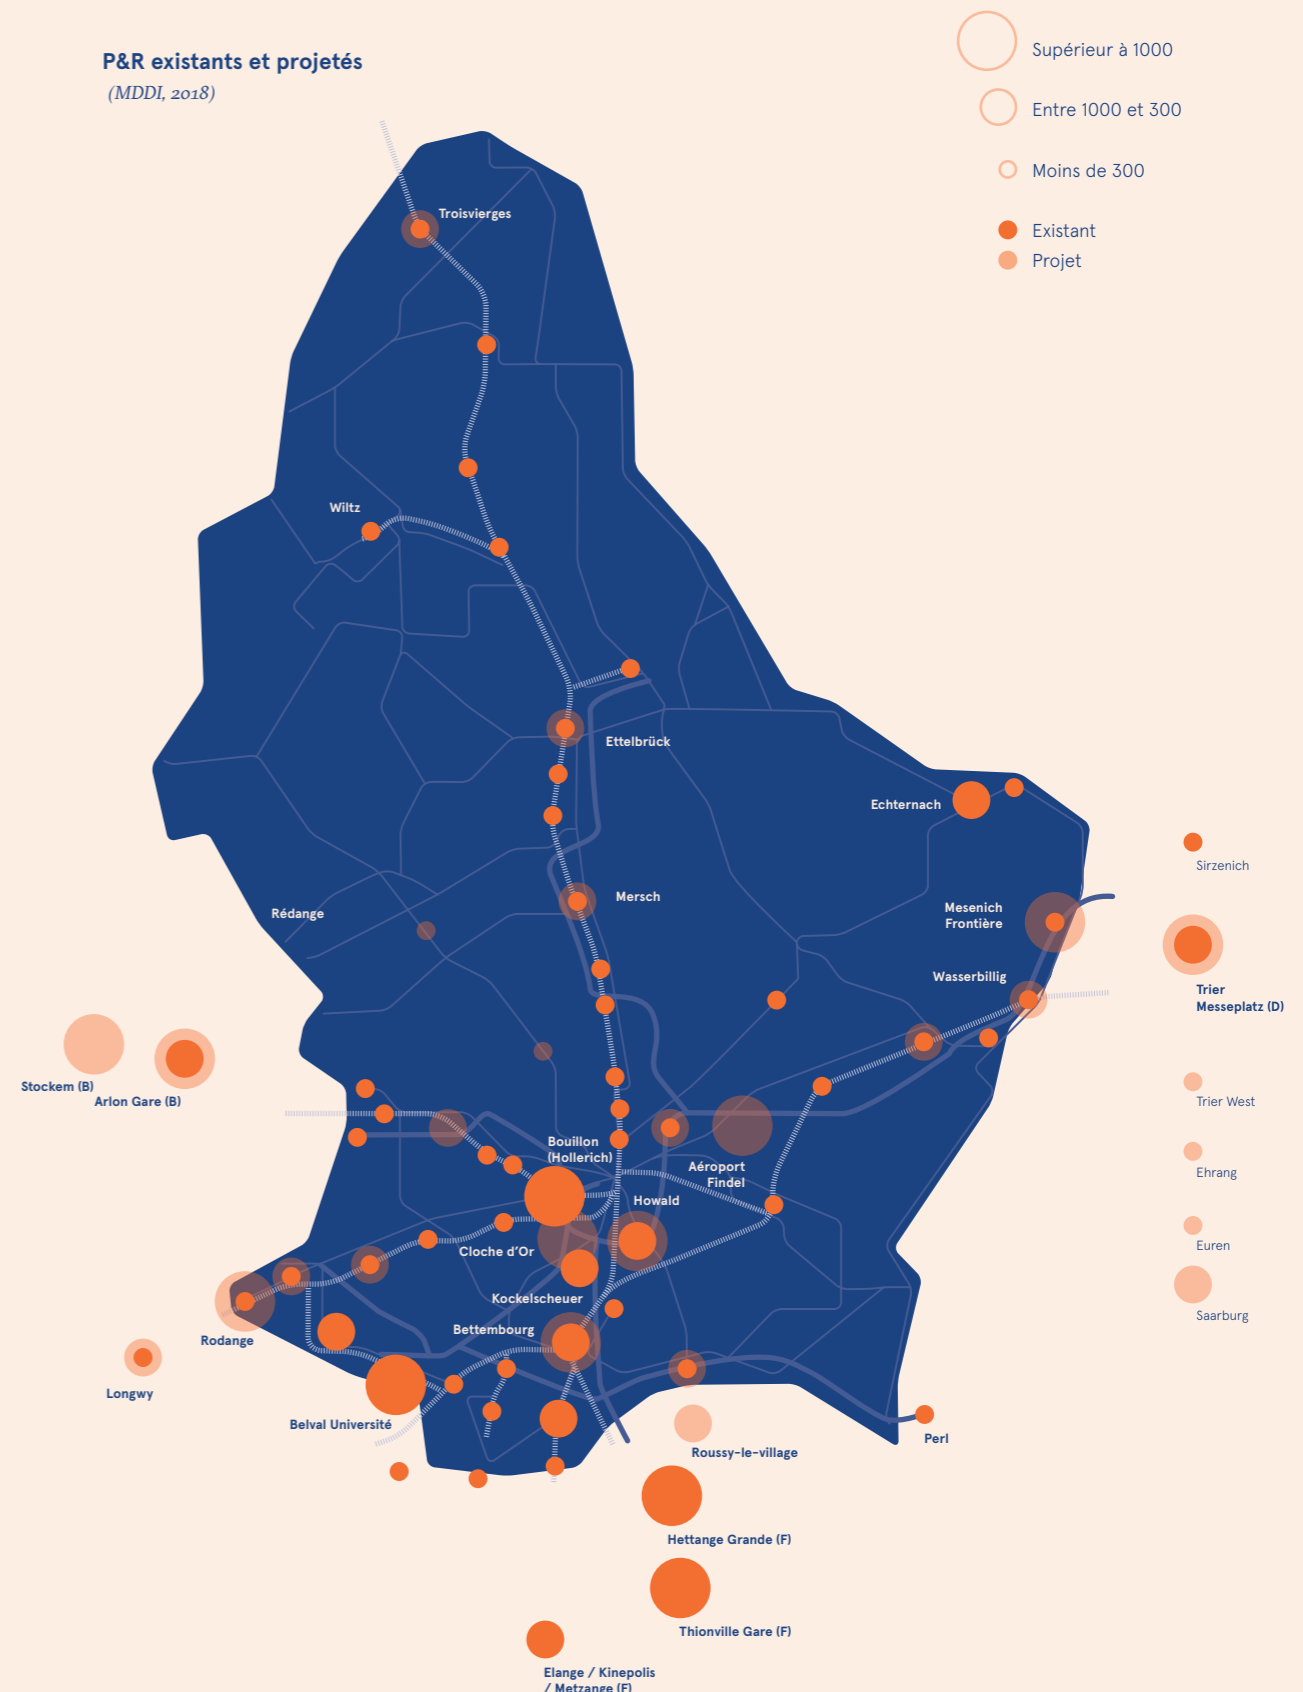 P&R existants et projetés
(MDDI, 2018)
Supérieur à 1000
Entre 1000 et 300
Moins de 300
Existant
Projet
Troisvierges
Wiltz
Ettelbrück
Echternach
Sirzenich
Mersch
Mesenich
Frontière
Rédange
Wasserbillig
Trier
Messeplatz (D)
Stockem (B)
Arlon Gare (B)
Trier West
Bouillon
(Hollerich)
Aéroport
Findel
Ehrang
Howald
Cloche d'Or
Euren
Kockelscheuer
Saarburg
Bettembourg
Rodange
Longwy
Belval Université
Perl
Roussy-le-village
Hettange Grande (F)
Thionville Gare (F)
Elange / Kinepolis
/ Metzange (F)